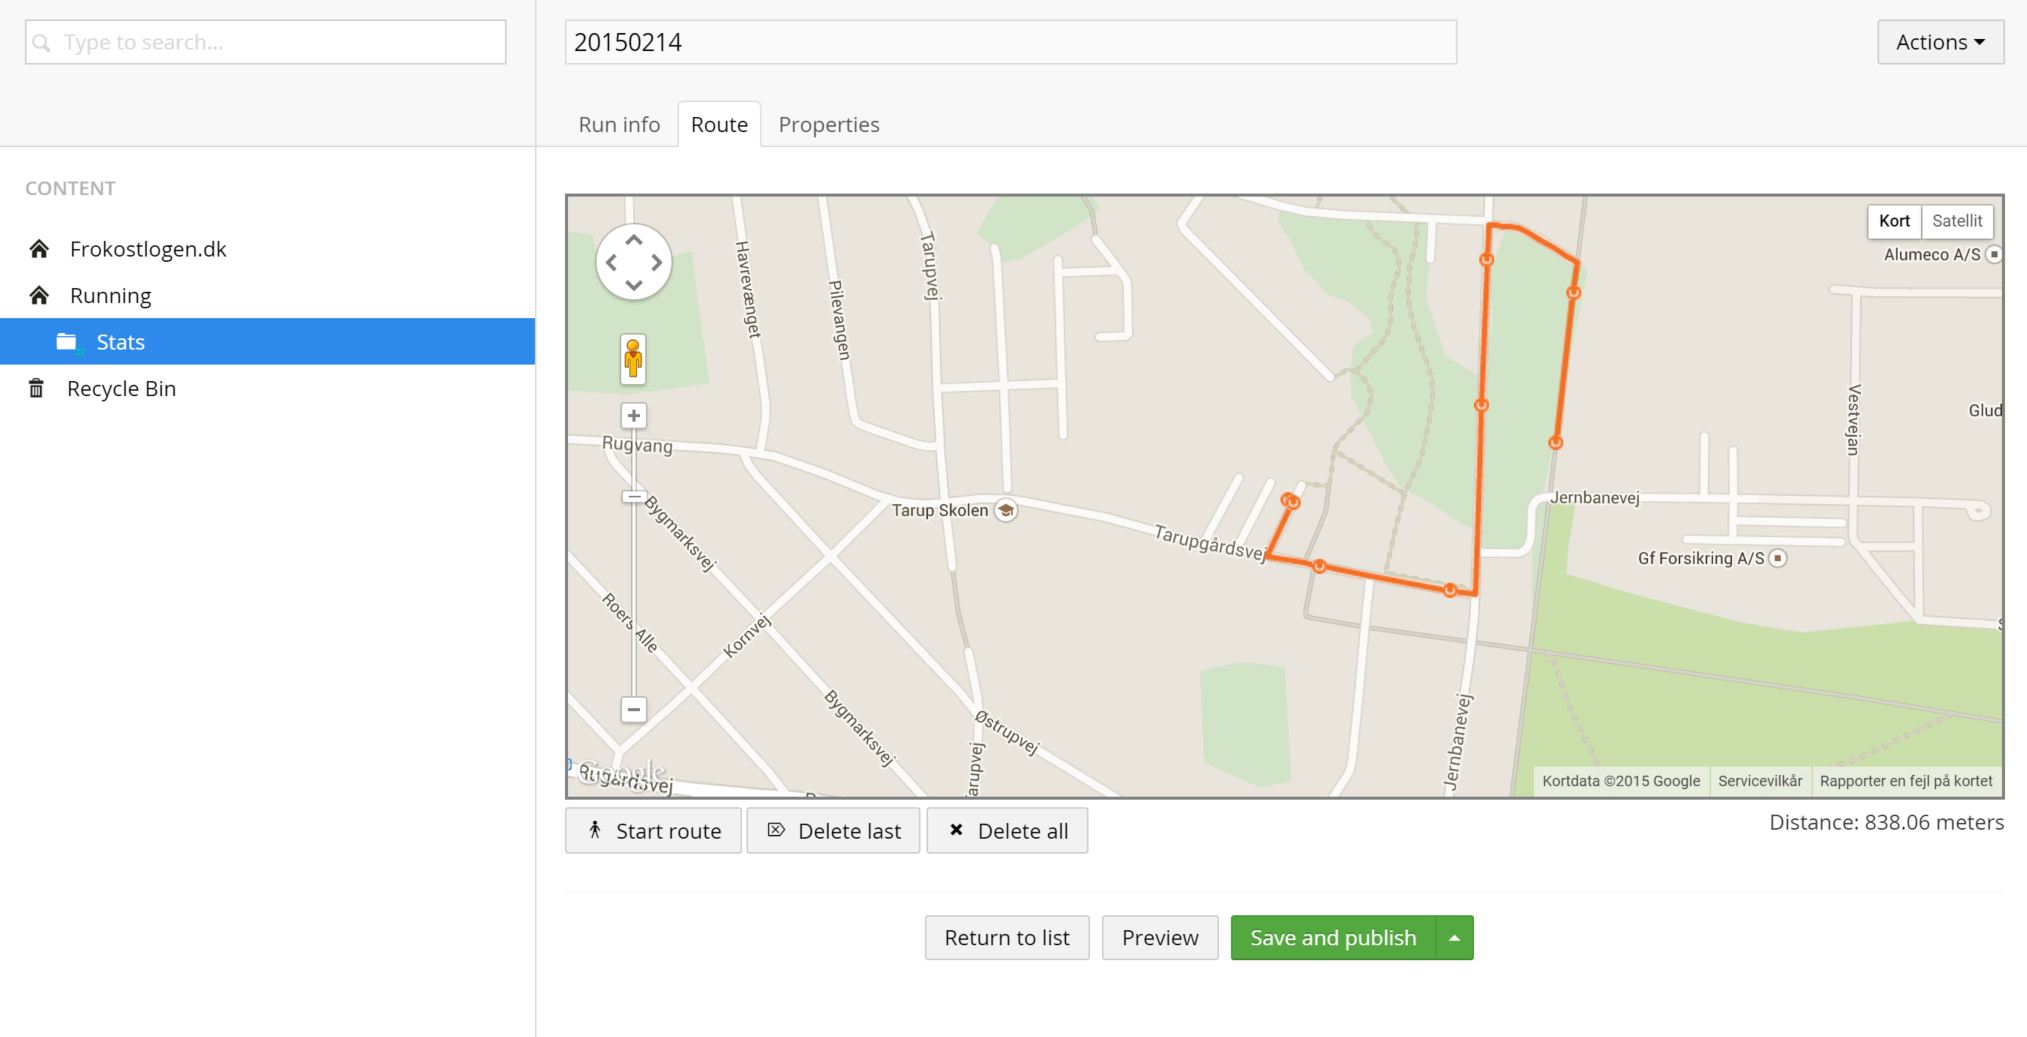 Type to search...
20150214
Actions
Run info
Route
Properties
CONTENT
Frokostlogen.dk
Running
Stats
Recycle Bin
Kort
Satellit
Alumeco A/S
Havrevænget
Pilevangen
Tarupvej
Glud
Vestvejan
Rugvang
Jernbanevej
Tarup Skolen
Tarupgårdsvej
Gf Forsikring A/S
Bygmarksvej
Roers Alle
Kornvej
Bygmarksvej
Østrupvej
arupvej
Jernbanevej
Google
Rugårdsvej
Kortdata ©2015 Google
Servicevilkår
Rapporter en fejl på kortet
Start route
Delete last
Delete all
Distance: 838.06 meters
Return to list
Preview
Save and publish